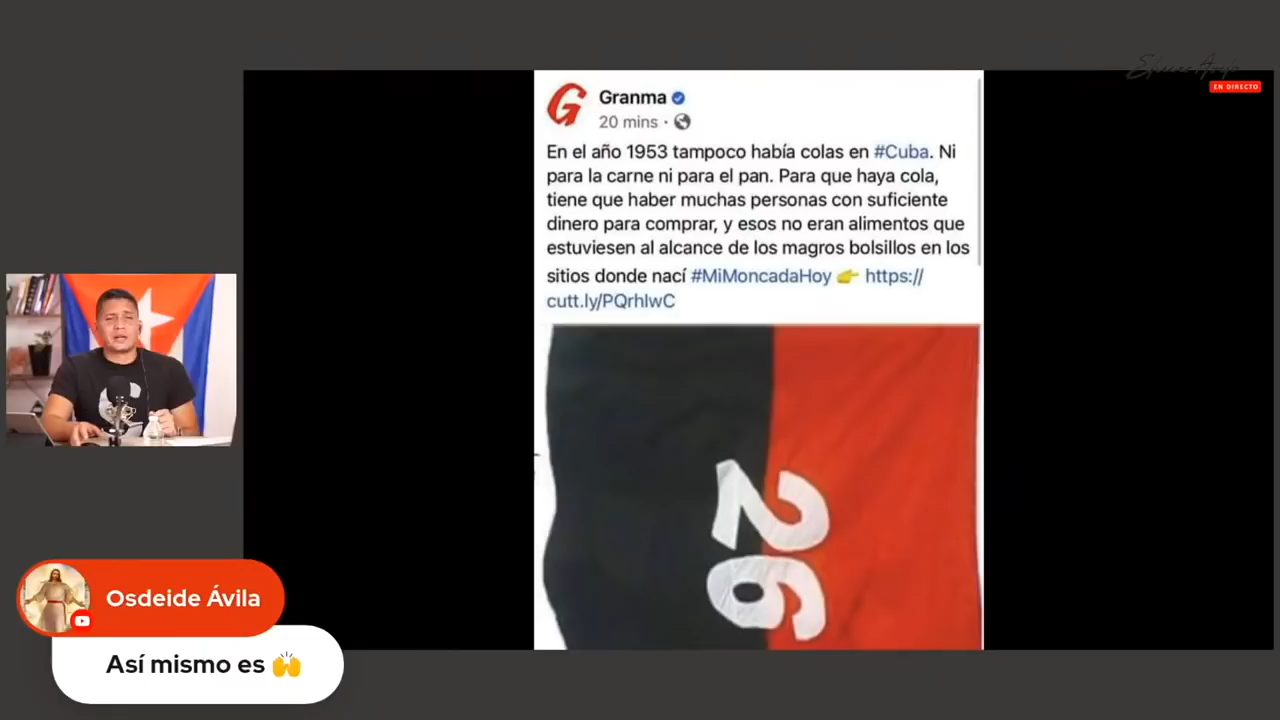 EN DIRECTO
Granma
20 mins ·
En el año 1953 tampoco había colas en #Cuba. Ni
para la carne ni para el pan. Para que haya cola,
tiene que haber muchas personas con suficiente
dinero para comprar, y esos no eran alimentos que
estuviesen al alcance de los magros bolsillos en los
sitios donde nací #MiMoncadaHoy 👉 https://
cutt.ly/PQrhlwC
26
Osdeide Ávila
Así mismo es 🙌